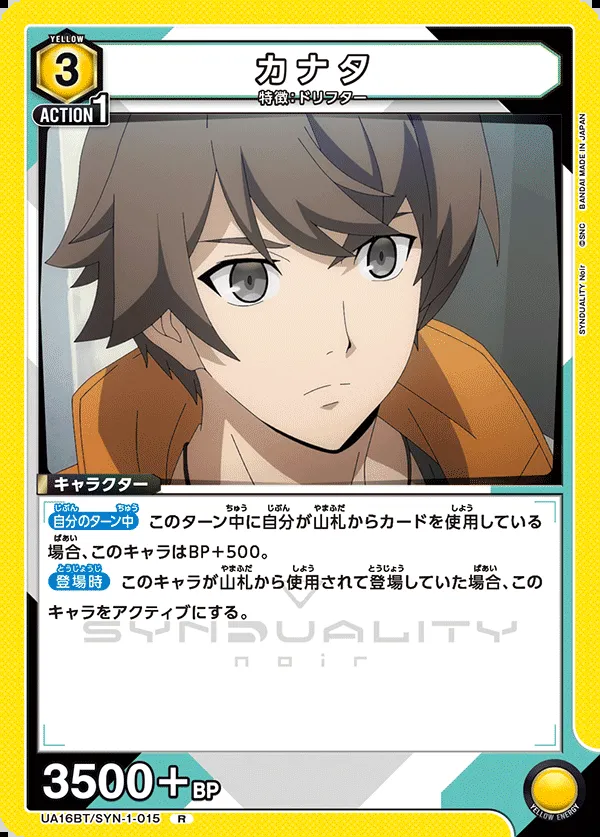 YELLOW
3
ACTION 1
カナタ
特徴:ドリフター
©SNC BANDAI MADE IN JAPAN
SYNDUALITY Noir
キャラクター
自分のターン中 このターン中に自分が山札からカードを使用している
場合、このキャラはBP+500。
登場時 このキャラが山札から使用されて登場していた場合、この
キャラをアクティブにする。
SYNDUALITY
noir
3500+BP
YELLOW ENERGY
UA16BT/SYN-1-015 R